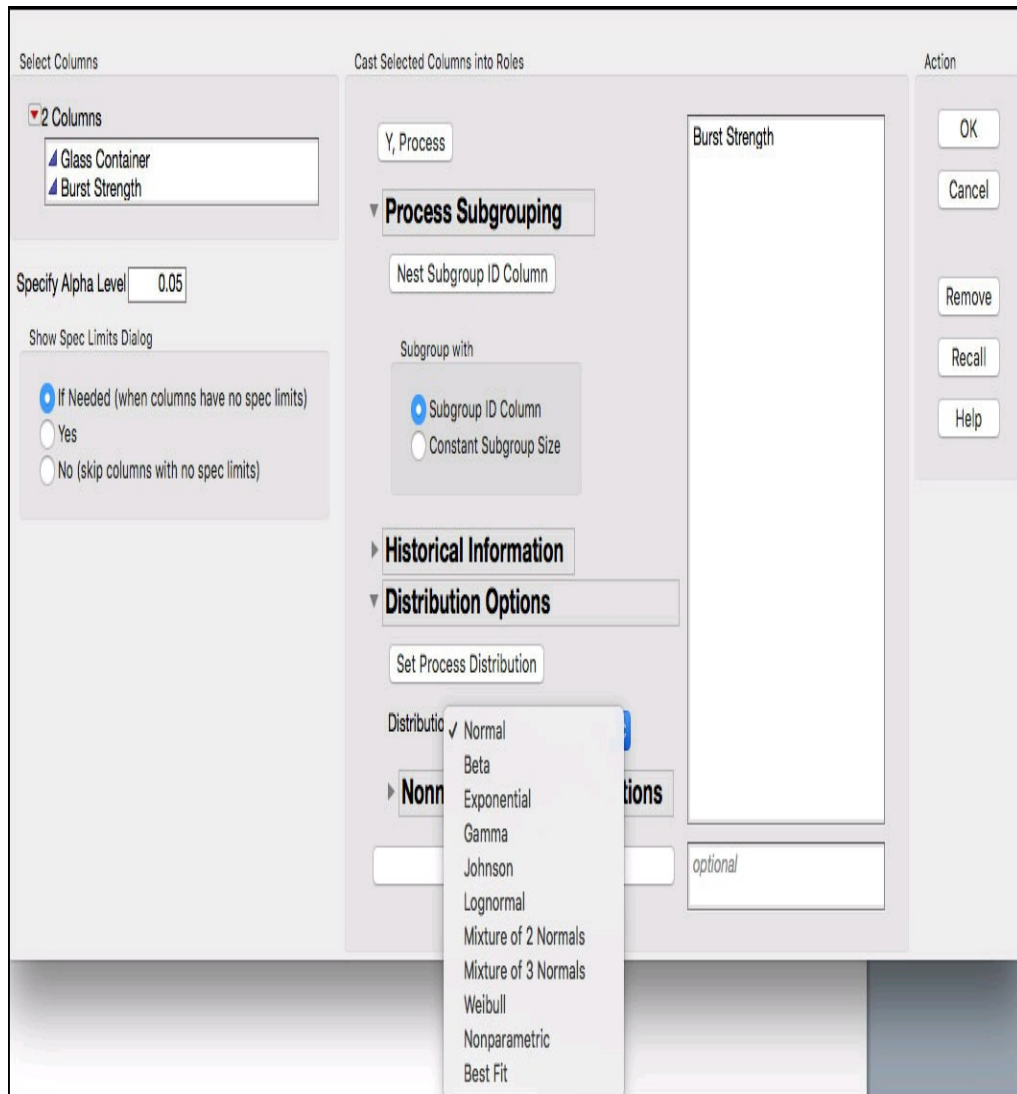 Select Columns
2 Columns
Glass Container
Burst Strength
Specify Alpha Level 0.05
Show Spec Limits Dialog
If Needed (when columns have no spec limits)
Yes
No (skip columns with no spec limits)
Cast Selected Columns into Roles
Y, Process
Burst Strength
Process Subgrouping
Nest Subgroup ID Column
Subgroup with
Subgroup ID Column
Constant Subgroup Size
Historical Information
Distribution Options
Set Process Distribution
Normal
Beta
Exponential
Gamma
Johnson
Lognormal
Mixture of 2 Normals
Mixture of 3 Normals
Weibull
Nonparametric
Best Fit
optional
Action
OK
Cancel
Remove
Recall
Help